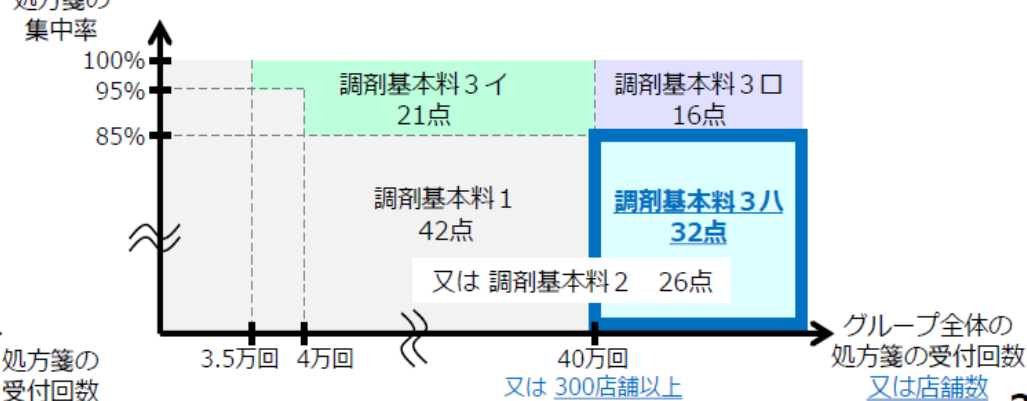 処方箋の
集中率
100%
95%
85%
調剤基本料３イ
21点
調剤基本料３ロ
16点
調剤基本料１
42点
調剤基本料３ハ
32点
又は 調剤基本料２ 26点
3.5万回
4万回
40万回
又は 300店舗以上
グループ全体の
処方箋の受付回数
又は店舗数
処方箋の
受付回数